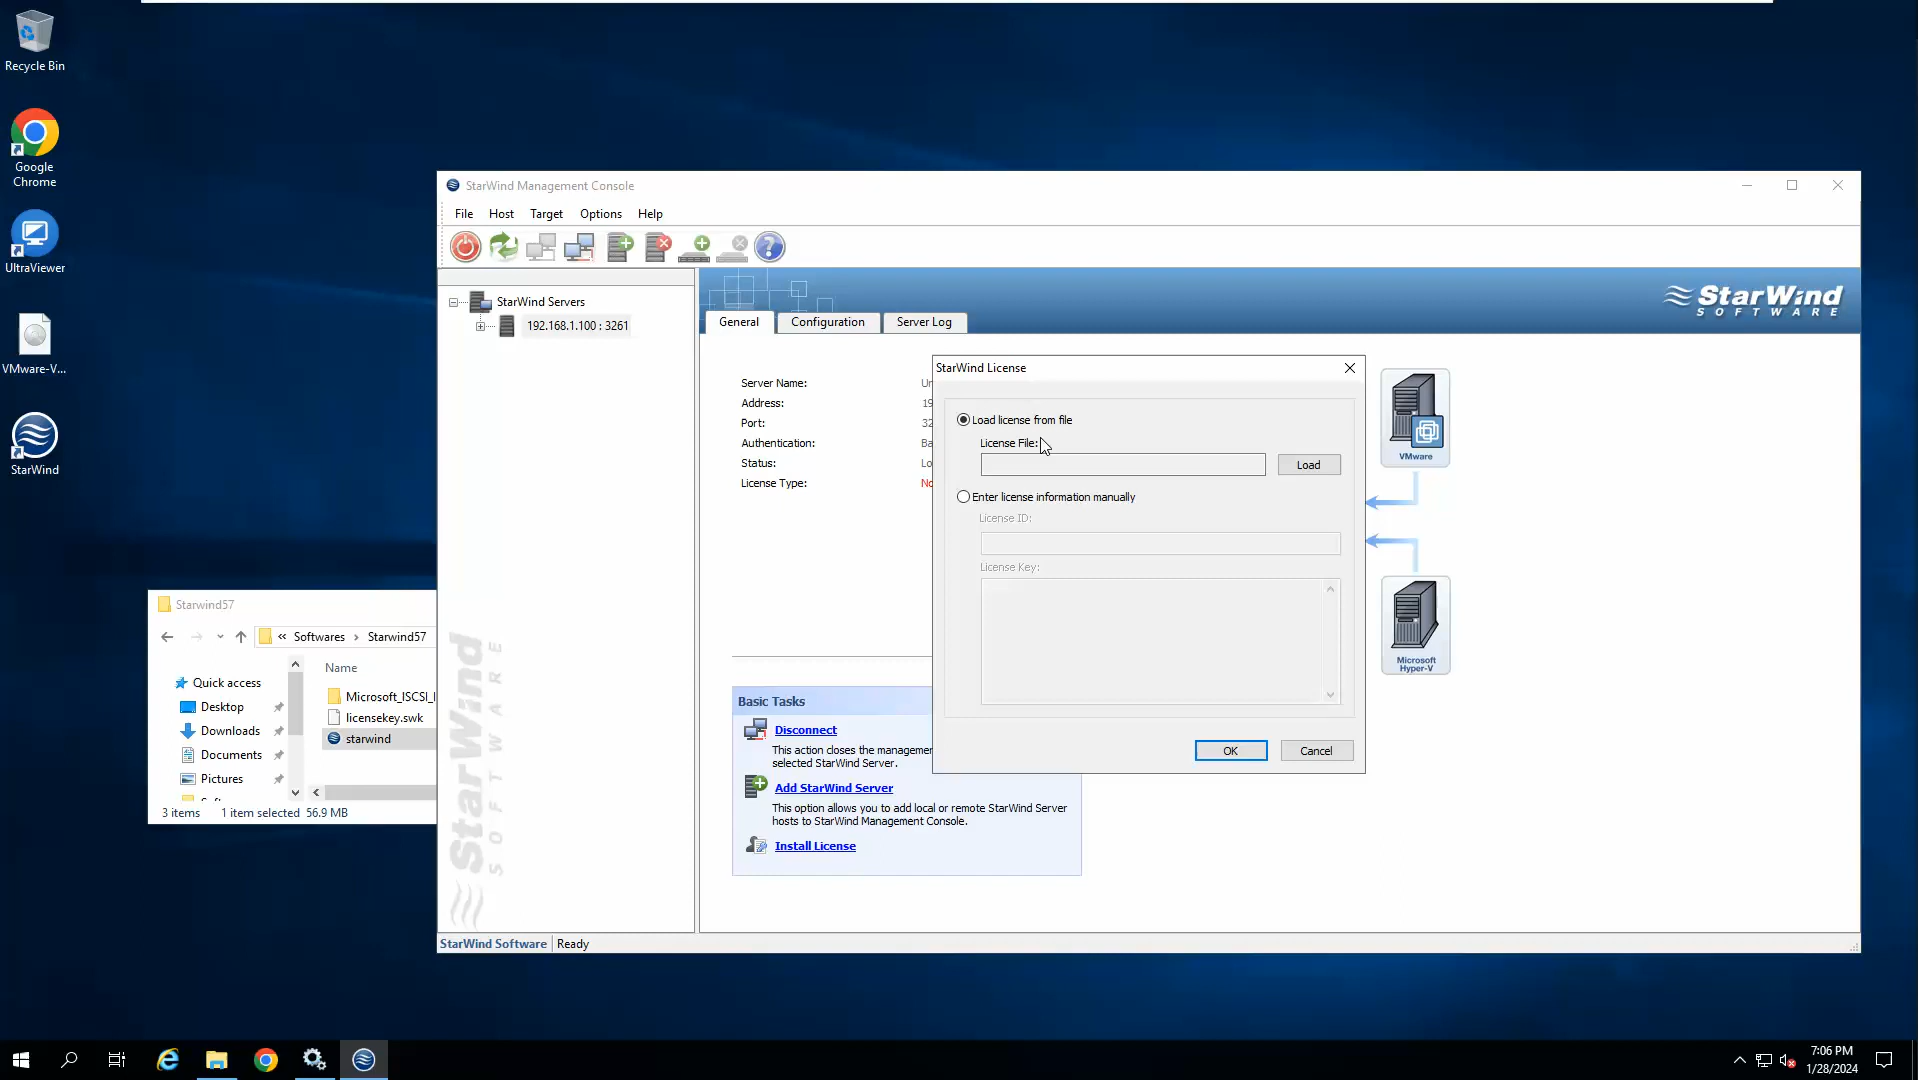 Recycle Bin
Google
Chrome
UltraViewer
VMware-V...
StarWind
StarWind Management Console
File Host Target Options Help
StarWind Servers
192.168.1.100 : 3261
StarWind
SOFTWARE
General Configuration Server Log
Server Name:
Address:
Port:
Authentication:
Status:
License Type:
StarWind License
Load license from file
License File:
Load
Enter license information manually
License ID:
License Key:
OK Cancel
VMware
Microsoft
Hyper-V
Basic Tasks
Disconnect
This action closes the managemen
selected StarWind Server.
Add StarWind Server
This option allows you to add local or remote StarWind Server
hosts to StarWind Management Console.
Install License
StarWind
SOFTWARE
StarWind Software Ready
Starwind57
« Softwares > Starwind57
Name
Quick access
Desktop
Downloads
Documents
Pictures
Microsoft_ISCSI_I
licensekey.swk
starwind
3 items 1 item selected 56.9 MB
7:06 PM
1/28/2024